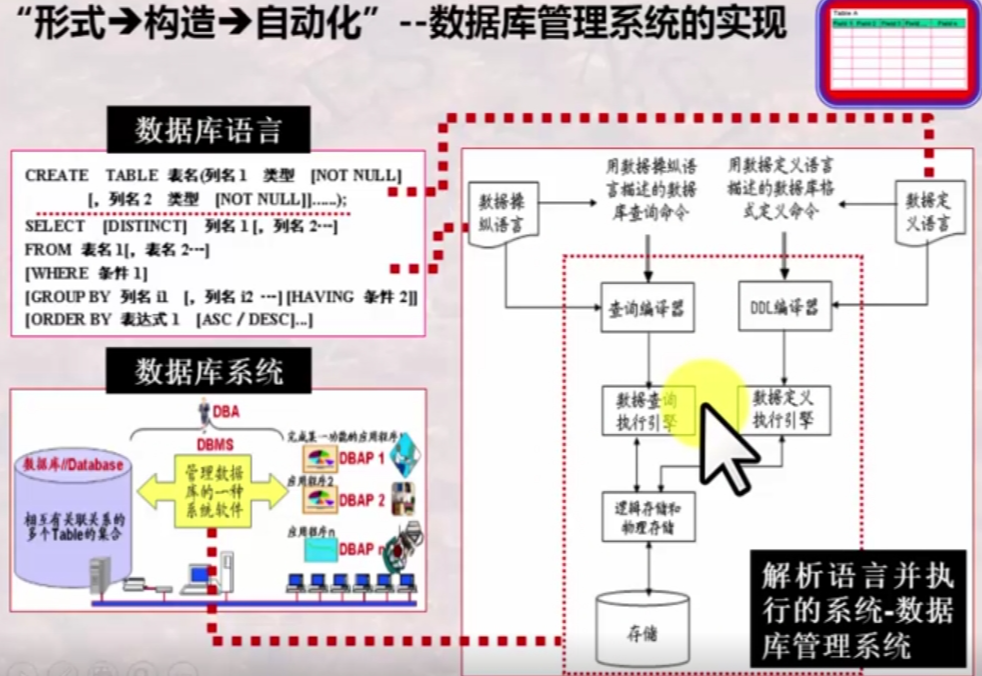 “形式➔构造➔自动化”--数据库管理系统的实现
Table A
数据库语言
CREATE TABLE 表名(列名1 类型 [NOT NULL]
[, 列名2 类型 [NOT NULL]]……);
SELECT [DISTINCT] 列名1 [, 列名2…]
FROM 表名1[, 表名2…]
[WHERE 条件1]
[GROUP BY 列名i1 [, 列名i2 …] [HAVING 条件2]]
[ORDER BY 表达式1 [ASC / DESC]…]
数据库系统
DBA
DBMS
管理数据
库的一种
系统软件
数据库//Database
相互有关联关系的
多个Table的集合
完成某一功能的应用程序1
DBAP 1
应用程序2
DBAP 2
应用程序n
DBAP n
数据操
纵语言
用数据操纵语
言描述的数据
库查询命令
用数据定义语言
描述的数据库格
式定义命令
数据定
义语言
查询编译器
DDL编译器
数据查询
执行引擎
数据定义
执行引擎
逻辑存储和
物理存储
存储
解析语言并执
行的系统-数据
库管理系统